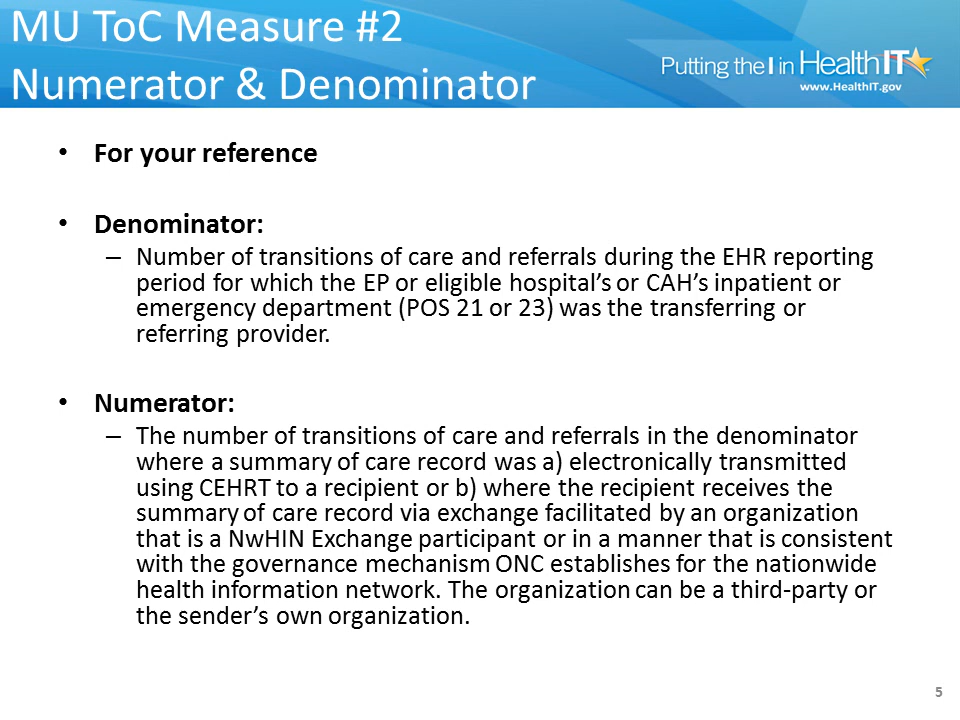 MU ToC Measure #2
Numerator & Denominator
Putting the I in HealthIT
www.HealthIT.gov
• For your reference
• Denominator:
– Number of transitions of care and referrals during the EHR reporting
period for which the EP or eligible hospital’s or CAH’s inpatient or
emergency department (POS 21 or 23) was the transferring or
referring provider.
• Numerator:
– The number of transitions of care and referrals in the denominator
where a summary of care record was a) electronically transmitted
using CEHRT to a recipient or b) where the recipient receives the
summary of care record via exchange facilitated by an organization
that is a NwHIN Exchange participant or in a manner that is consistent
with the governance mechanism ONC establishes for the nationwide
health information network. The organization can be a third-party or
the sender’s own organization.
5